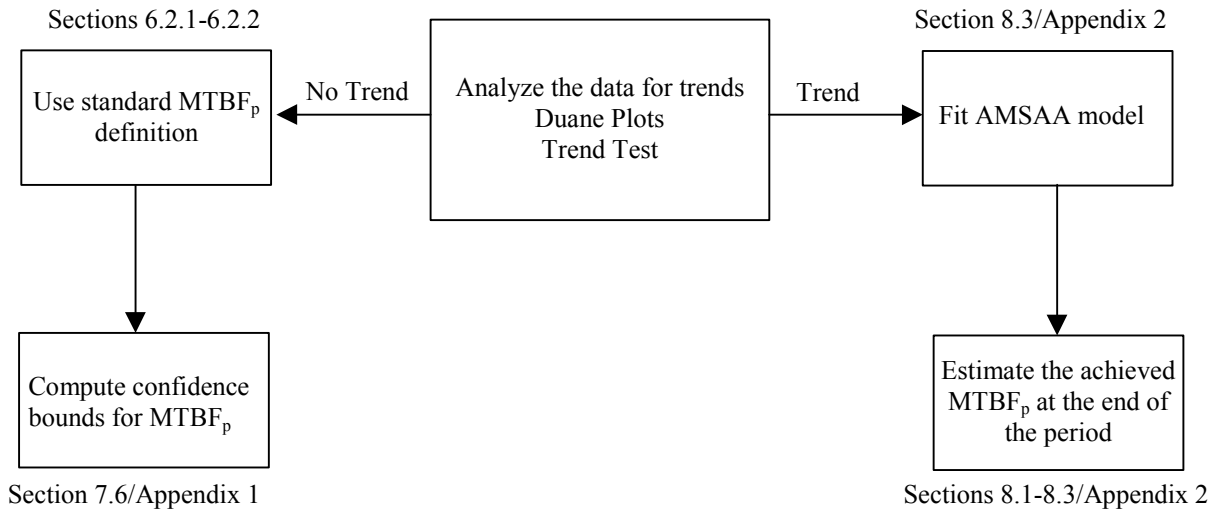 Sections 6.2.1-6.2.2
Section 8.3/Appendix 2
Use standard MTBFp
definition
No Trend
Analyze the data for trends
Duane Plots
Trend Test
Trend
Fit AMSAA model
Compute confidence
bounds for MTBFp
Estimate the achieved
MTBFp at the end of
the period
Section 7.6/Appendix 1
Sections 8.1-8.3/Appendix 2